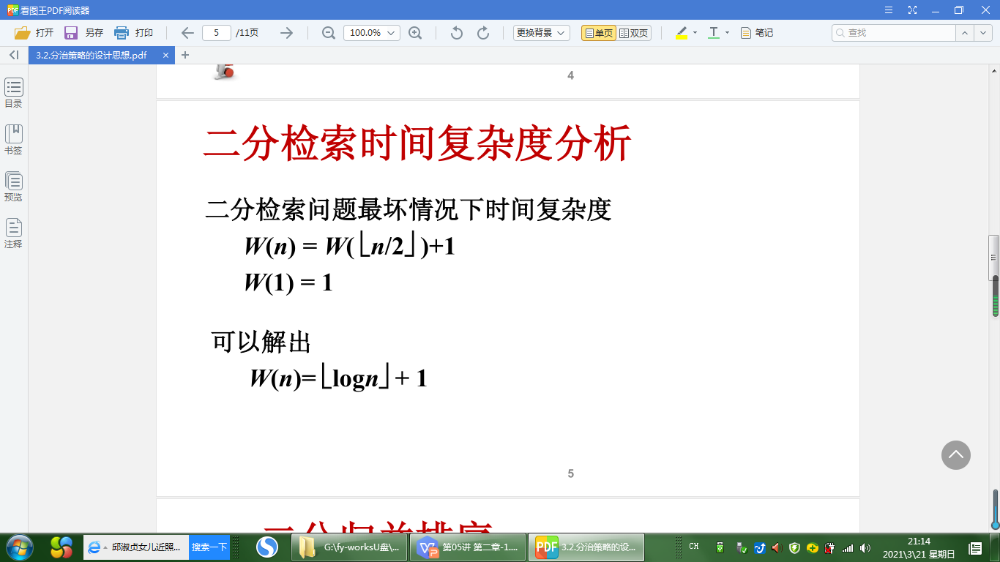 看图王PDF阅读器
打开 另存 打印 5 /11页 100.0% 更换背景 单页 双页 T 笔记 查找
3.2.分治策略的设计思想.pdf
目录
书签
预览
注释
4
二分检索时间复杂度分析
二分检索问题最坏情况下时间复杂度
W(n) = W(⌊n/2⌋)+1
W(1) = 1
可以解出
W(n)=⌊logn⌋ + 1
5
邱淑贞女儿近照... 搜索一下 G:\fy-worksU盘\... 第05讲 第二章-1.... PDF 3.2.分治策略的设... CH
21:14
2021\3\21 星期日